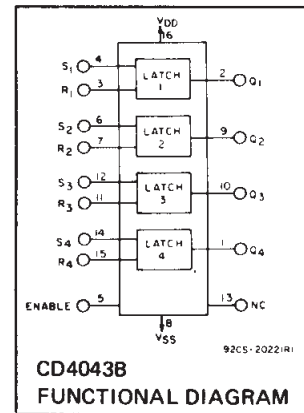 VDD
16
S1 4
R1 3
LATCH
1
2 Q1
S2 6
R2 7
LATCH
2
9 Q2
S3 12
R3 11
LATCH
3
10 Q3
S4 14
R4 15
LATCH
4
1 Q4
ENABLE 5
13 NC
8
VSS
92CS-20221R1
CD4043B
FUNCTIONAL DIAGRAM